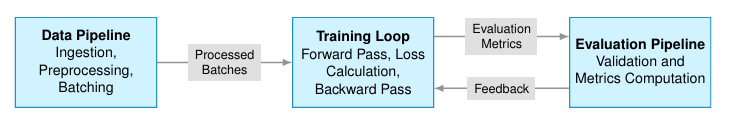 Data Pipeline
Ingestion,
Preprocessing,
Batching
Processed
Batches
Training Loop
Forward Pass, Loss
Calculation,
Backward Pass
Evaluation
Metrics
Feedback
Evaluation Pipeline
Validation and
Metrics Computation